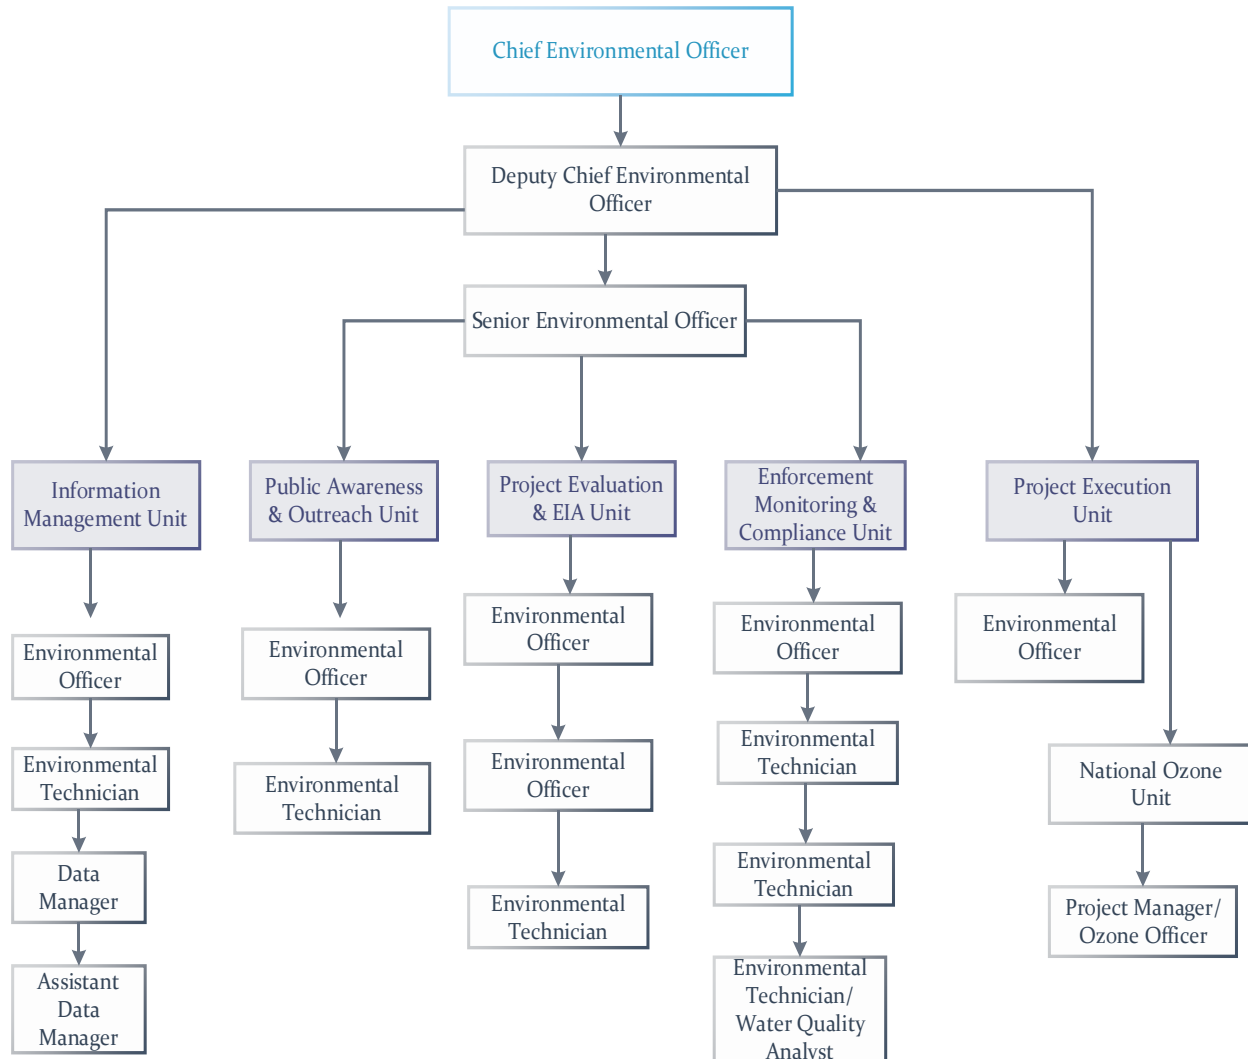 Chief Environmental Officer
Deputy Chief Environmental
Officer
Senior Environmental Officer
Information
Management Unit
Public Awareness
& Outreach Unit
Project Evaluation
& EIA Unit
Enforcement
Monitoring &
Compliance Unit
Project Execution
Unit
Environmental
Officer
Environmental
Technician
Data
Manager
Assistant
Data
Manager
Environmental
Officer
Environmental
Technician
Environmental
Officer
Environmental
Officer
Environmental
Technician
Environmental
Officer
Environmental
Technician
Environmental
Technician
Environmental
Technician/
Water Quality
Analyst
Environmental
Officer
National Ozone
Unit
Project Manager/
Ozone Officer